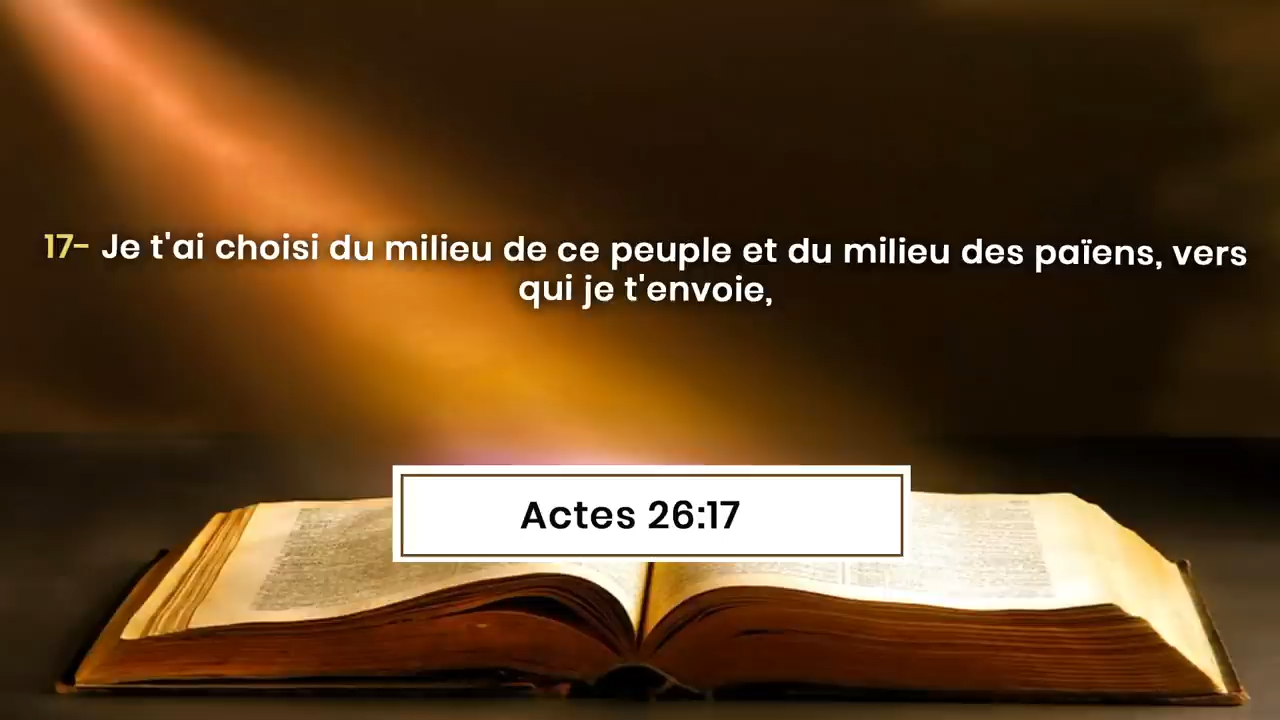 17- Je t'ai choisi du milieu de ce peuple et du milieu des païens, vers
qui je t'envoie,
Actes 26:17